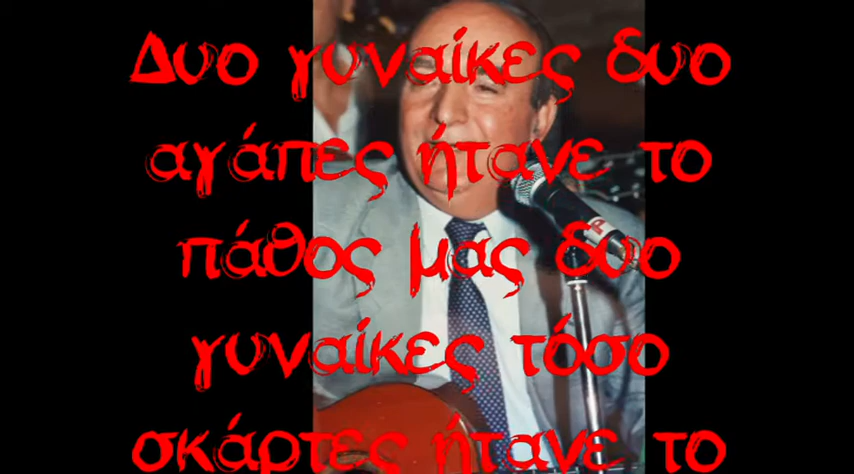 Δυο γυναίκες δυο
αγάπες ήτανε το
πάθος μας δυο
γυναίκες τόσο
σκάρτες ήτανε το